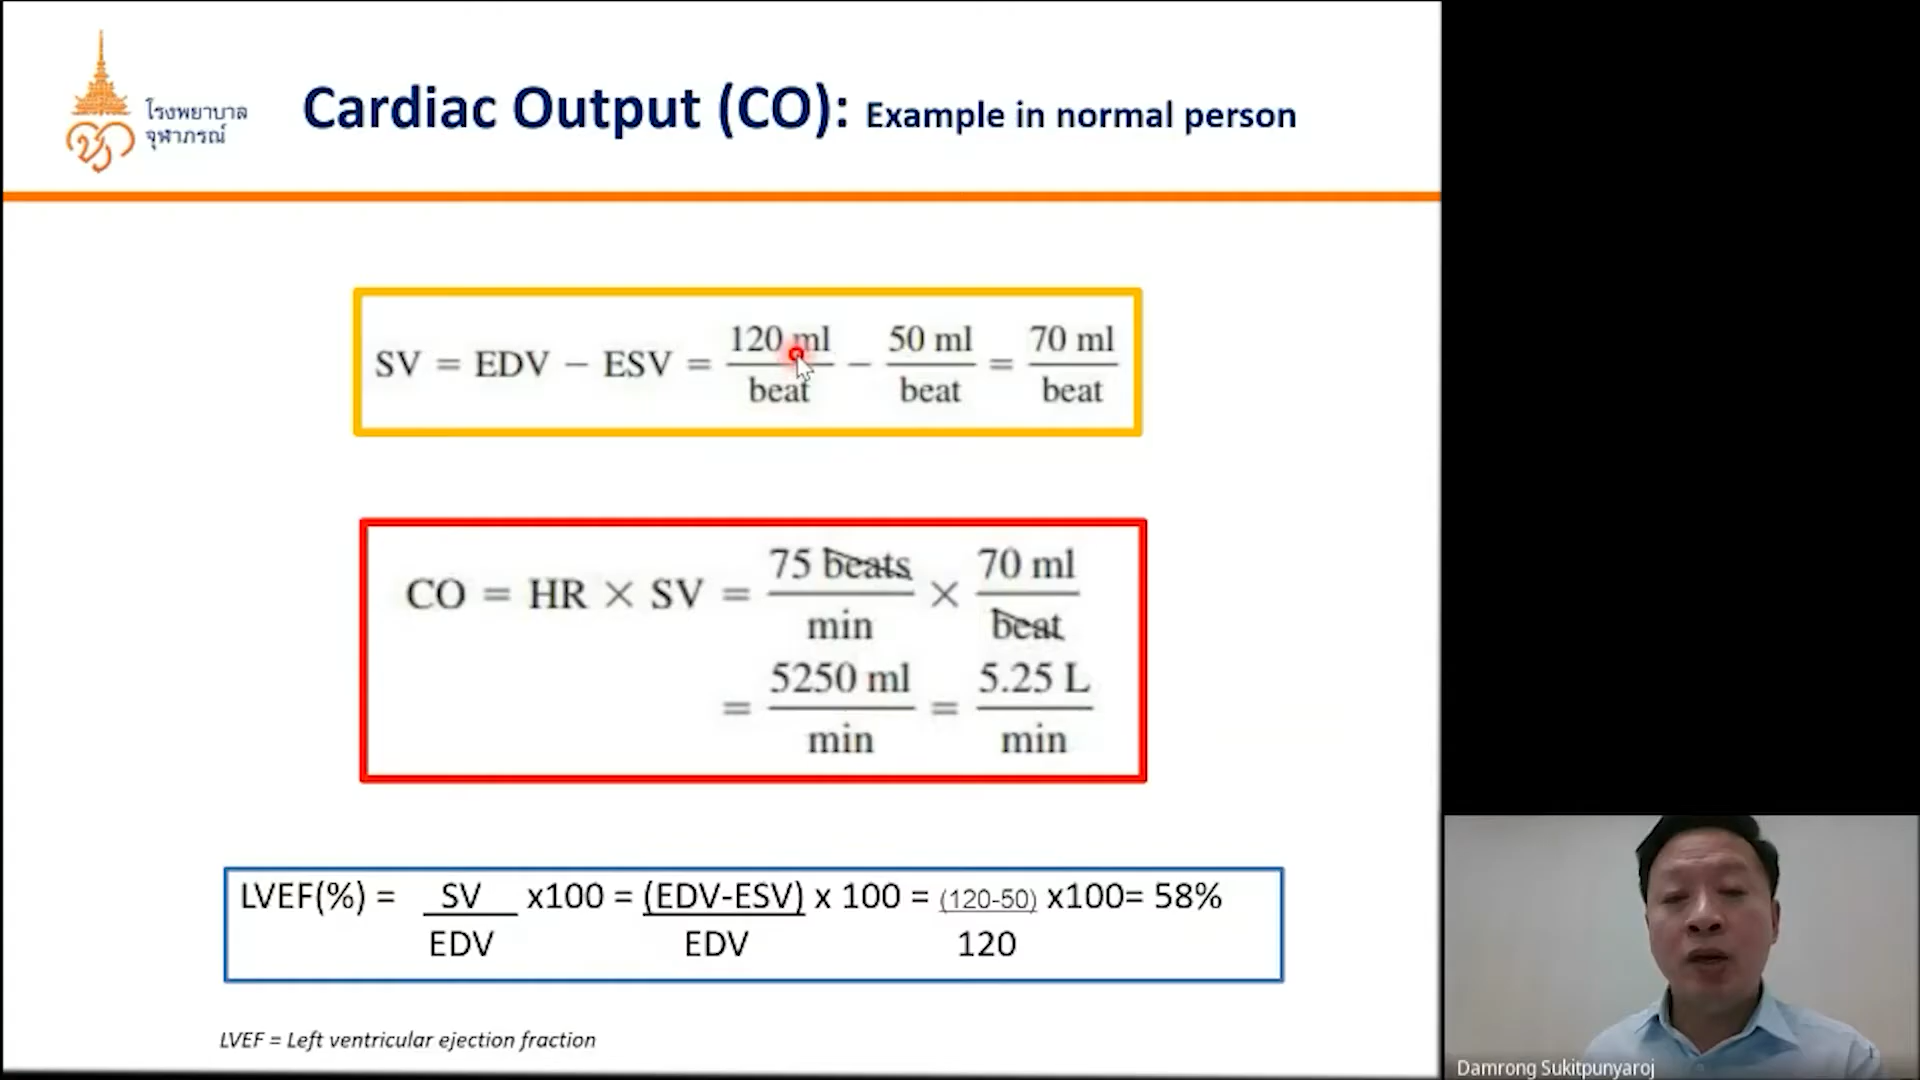 โรงพยาบาล
จุฬาภรณ์
Cardiac Output (CO): Example in normal person
SV = EDV − ESV = 120 ml/beat − 50 ml/beat = 70 ml/beat
CO = HR × SV = 75 beats/min × 70 ml/beat
= 5250 ml/min = 5.25 L/min
LVEF(%) = SV x100 = (EDV-ESV) x 100 = (120-50) x100= 58%
EDV EDV 120
LVEF = Left ventricular ejection fraction
Damrong Sukitpunyaroj